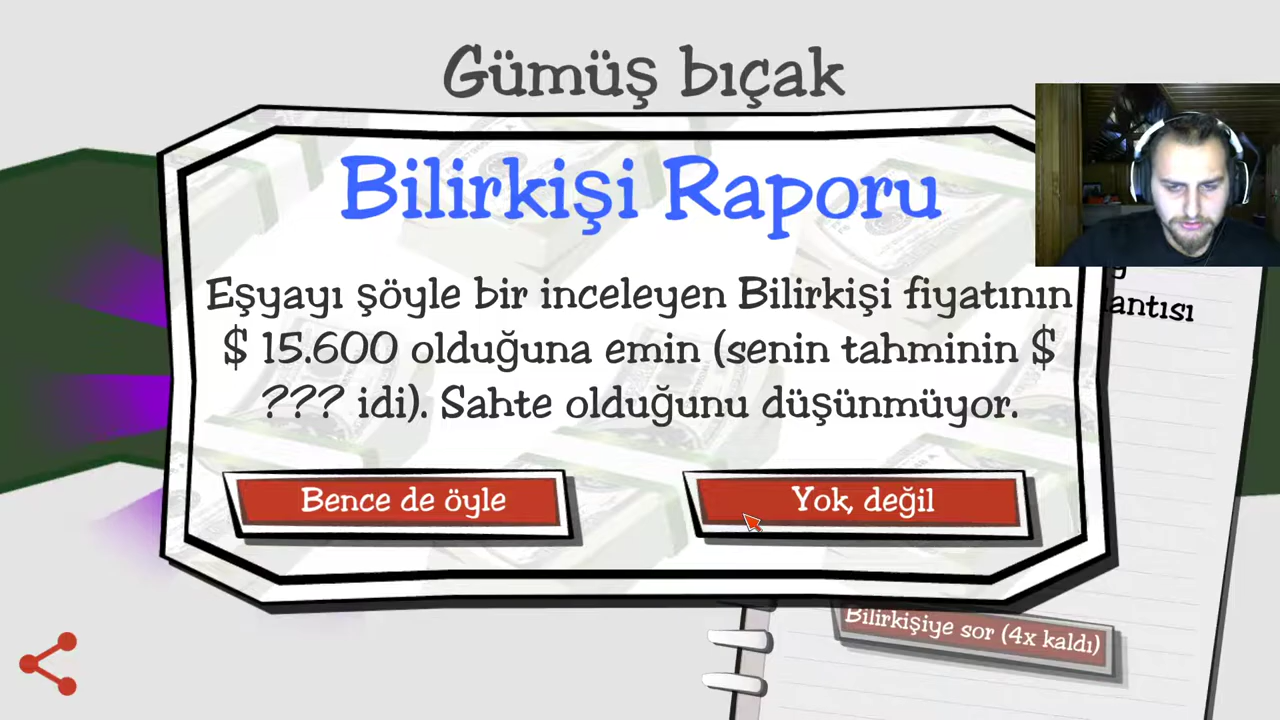 Gümüş bıçak
Bilirkişi Raporu
Eşyayı şöyle bir inceleyen Bilirkişi fiyatının
$ 15.600 olduğuna emin (senin tahminin $
??? idi). Sahte olduğunu düşünmüyor.
lantısı
Bence de öyle
Yok, değil
Bilirkişiye sor (4x kaldı)